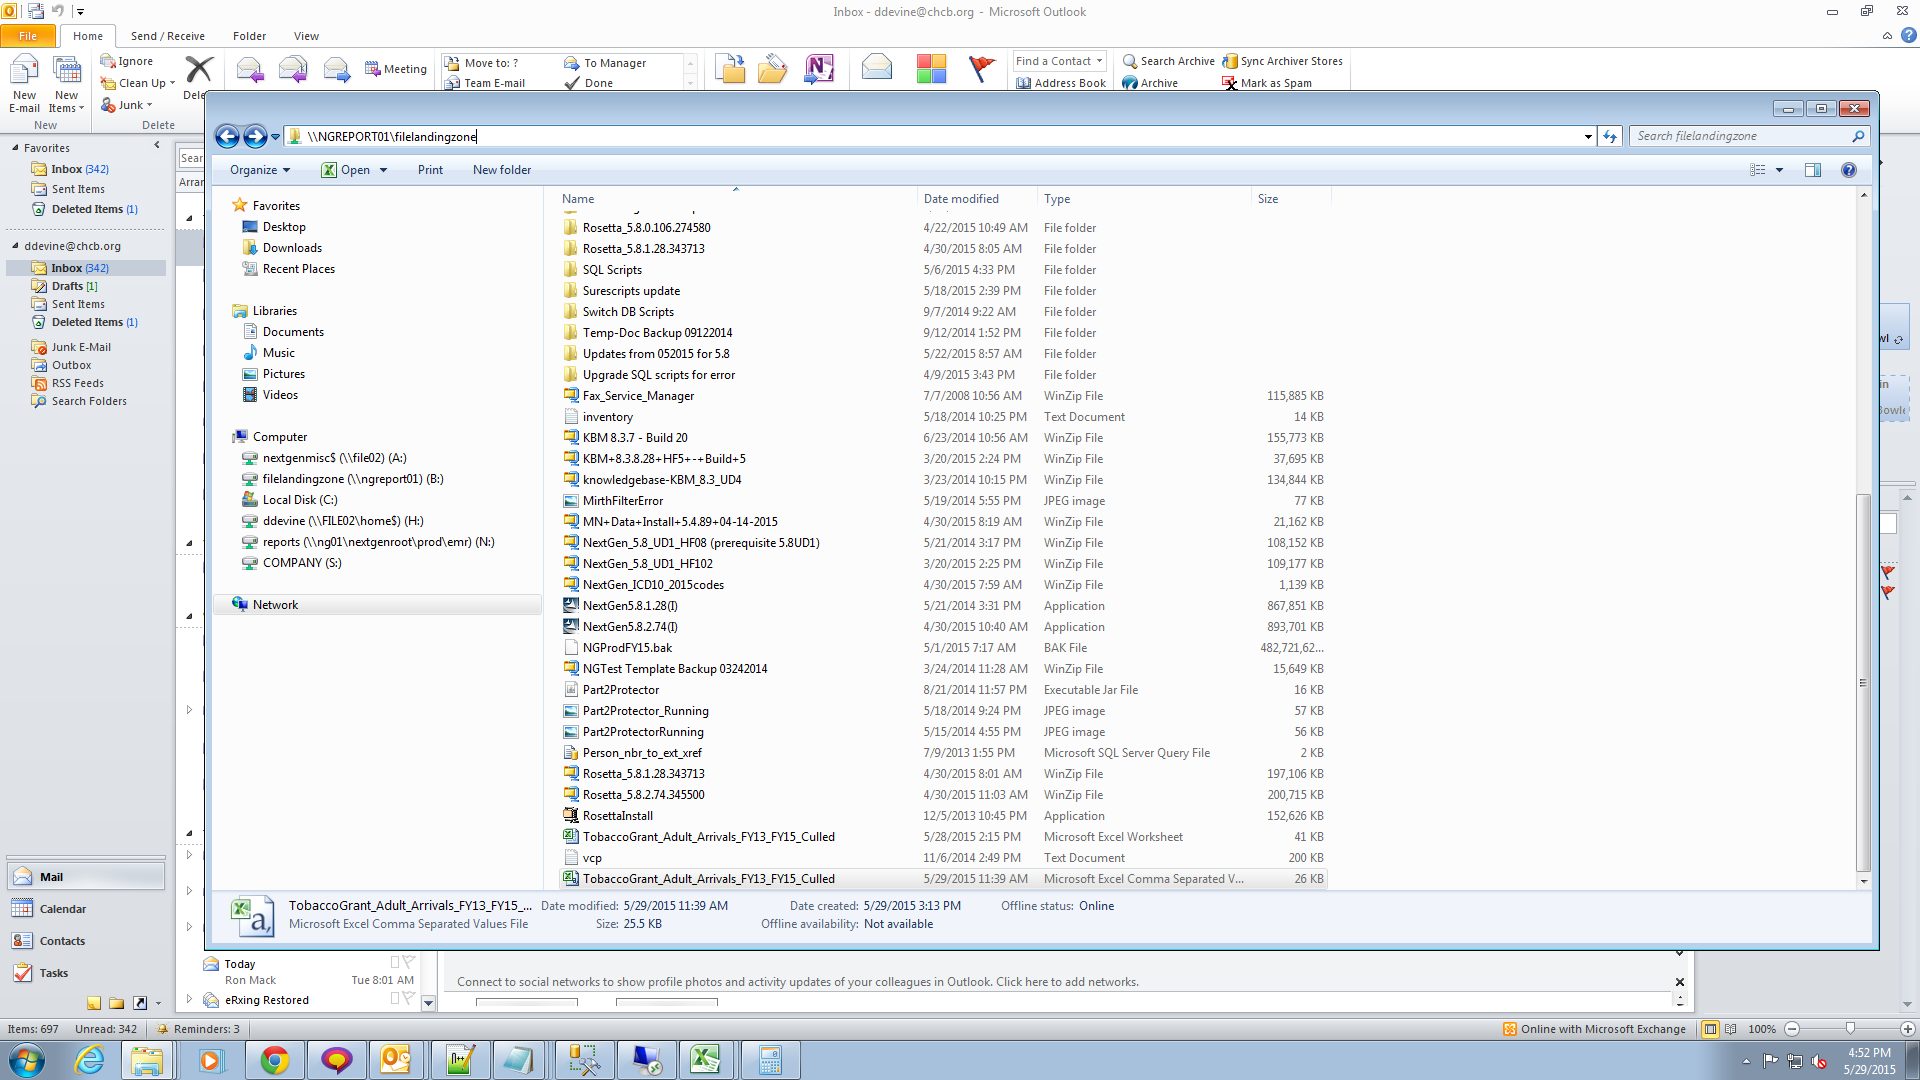 Inbox - ddevine@chcb.org - Microsoft Outlook
File Home Send / Receive Folder View
Ignore
Clean Up
Junk
New E-mail
New Items
Meeting
Move to: ?
Team E-mail
To Manager
Done
Find a Contact
Address Book
Search Archive
Archive
Sync Archiver Stores
Mark as Spam
New
Delete
\\NGREPORT01\filelandingzone
Search filelandingzone
Organize Open Print New folder
Favorites
Inbox (342)
Sent Items
Deleted Items (1)
ddevine@chcb.org
Inbox (342)
Drafts [1]
Sent Items
Deleted Items (1)
Junk E-Mail
Outbox
RSS Feeds
Search Folders
Mail
Calendar
Contacts
Tasks
Favorites
Desktop
Downloads
Recent Places
Libraries
Documents
Music
Pictures
Videos
Computer
nextgenmisc$ (\\file02) (A:)
filelandingzone (\\ngreport01) (B:)
Local Disk (C:)
ddevine (\\FILE02\home$) (H:)
reports (\\ng01\nextgenroot\prod\emr) (N:)
COMPANY (S:)
Network
Name Date modified Type Size
Rosetta_5.8.0.106.274580 4/22/2015 10:49 AM File folder
Rosetta_5.8.1.28.343713 4/30/2015 8:05 AM File folder
SQL Scripts 5/6/2015 4:33 PM File folder
Surescripts update 5/18/2015 2:39 PM File folder
Switch DB Scripts 9/7/2014 9:22 AM File folder
Temp-Doc Backup 09122014 9/12/2014 1:52 PM File folder
Updates from 052015 for 5.8 5/22/2015 8:57 AM File folder
Upgrade SQL scripts for error 4/9/2015 3:43 PM File folder
Fax_Service_Manager 7/7/2008 10:56 AM WinZip File 115,885 KB
inventory 5/18/2014 10:25 PM Text Document 14 KB
KBM 8.3.7 - Build 20 6/23/2014 10:56 AM WinZip File 155,773 KB
KBM+8.3.8.28+HF5+-+Build+5 3/20/2015 2:24 PM WinZip File 37,695 KB
knowledgebase-KBM_8.3_UD4 3/23/2014 10:15 PM WinZip File 134,844 KB
MirthFilterError 5/19/2014 5:55 PM JPEG image 77 KB
MN+Data+Install+5.4.89+04-14-2015 4/30/2015 8:19 AM WinZip File 21,162 KB
NextGen_5.8_UD1_HF08 (prerequisite 5.8UD1) 5/21/2014 3:17 PM WinZip File 108,152 KB
NextGen_5.8_UD1_HF102 3/20/2015 2:25 PM WinZip File 109,177 KB
NextGen_ICD10_2015codes 4/30/2015 7:59 AM WinZip File 1,139 KB
NextGen5.8.1.28(I) 5/21/2014 3:31 PM Application 867,851 KB
NextGen5.8.2.74(I) 4/30/2015 10:40 AM Application 893,701 KB
NGProdFY15.bak 5/1/2015 7:17 AM BAK File 482,721,62...
NGTest Template Backup 03242014 3/24/2014 11:28 AM WinZip File 15,649 KB
Part2Protector 8/21/2014 11:57 PM Executable Jar File 16 KB
Part2Protector_Running 5/18/2014 9:24 PM JPEG image 57 KB
Part2ProtectorRunning 5/15/2014 4:55 PM JPEG image 56 KB
Person_nbr_to_ext_xref 7/9/2013 1:55 PM Microsoft SQL Server Query File 2 KB
Rosetta_5.8.1.28.343713 4/30/2015 8:01 AM WinZip File 197,106 KB
Rosetta_5.8.2.74.345500 4/30/2015 11:03 AM WinZip File 200,715 KB
RosettaInstall 12/5/2013 10:45 PM Application 152,626 KB
TobaccoGrant_Adult_Arrivals_FY13_FY15_Culled 5/28/2015 2:15 PM Microsoft Excel Worksheet 41 KB
vcp 11/6/2014 2:49 PM Text Document 200 KB
TobaccoGrant_Adult_Arrivals_FY13_FY15_Culled 5/29/2015 11:39 AM Microsoft Excel Comma Separated V... 26 KB
TobaccoGrant_Adult_Arrivals_FY13_FY15_... Date modified: 5/29/2015 11:39 AM Date created: 5/29/2015 3:13 PM Offline status: Online
Microsoft Excel Comma Separated Values File Size: 25.5 KB Offline availability: Not available
Today
Ron Mack Tue 8:01 AM
eRxing Restored
Connect to social networks to show profile photos and activity updates of your colleagues in Outlook. Click here to add networks.
Items: 697 Unread: 342 Reminders: 3 Online with Microsoft Exchange 100%
4:52 PM
5/29/2015